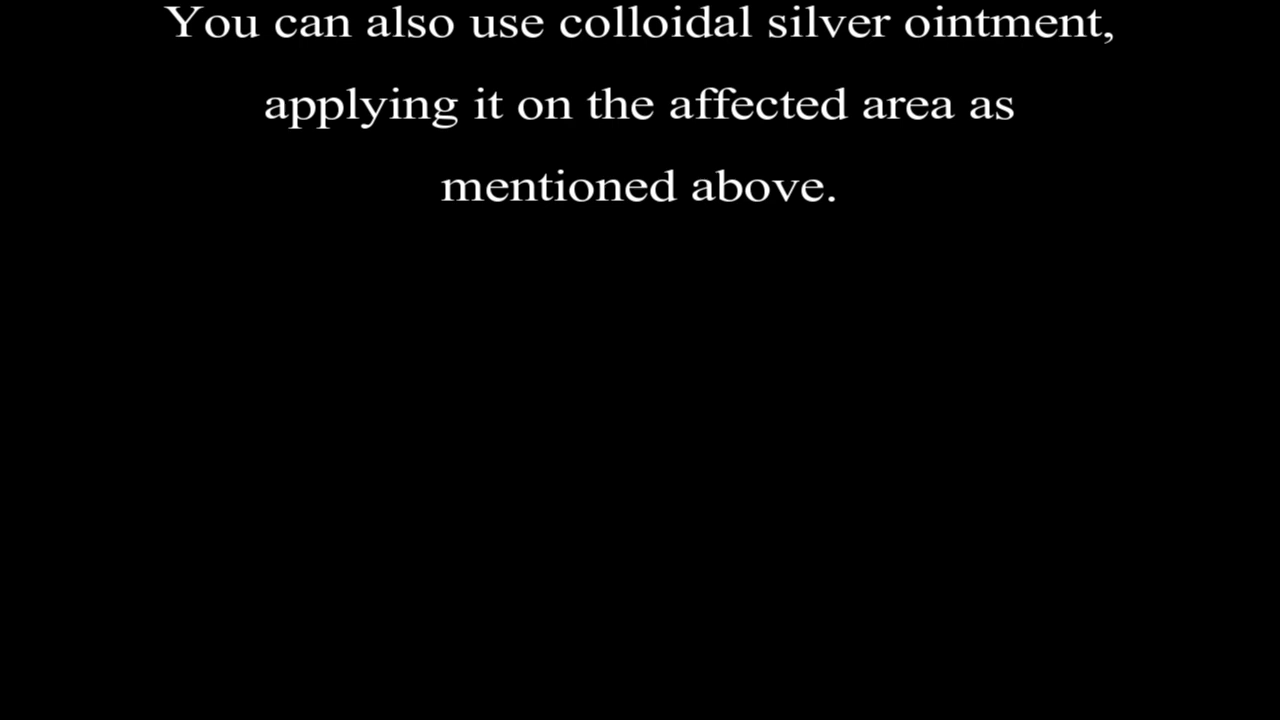 You can also use colloidal silver ointment,
applying it on the affected area as
mentioned above.